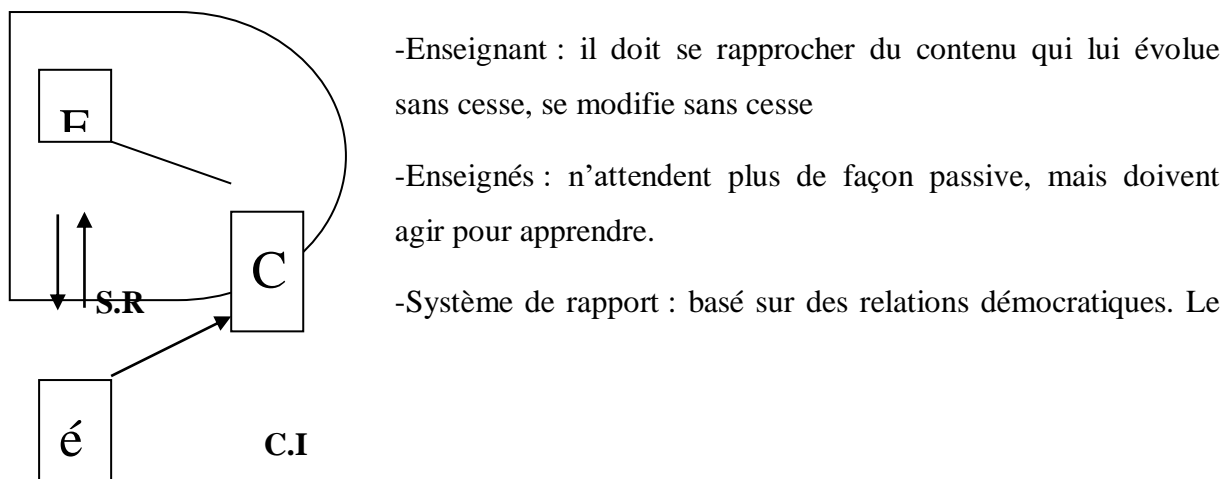 -Enseignant : il doit se rapprocher du contenu qui lui évolue
sans cesse, se modifie sans cesse
-Enseignés : n’attendent plus de façon passive, mais doivent
agir pour apprendre.
-Système de rapport : basé sur des relations démocratiques. Le
E
C
S.R
é
C.I